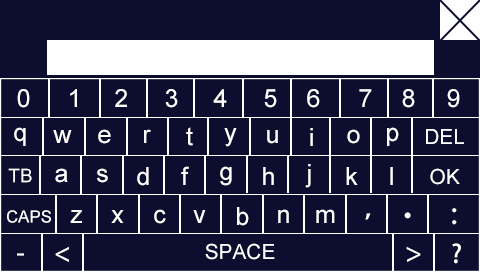 0 1 2 3 4 5 6 7 8 9
q w e r t y u i o p DEL
TB a s d f g h j k l OK
CAPS z x c v b n m , . :
- < SPACE > ?